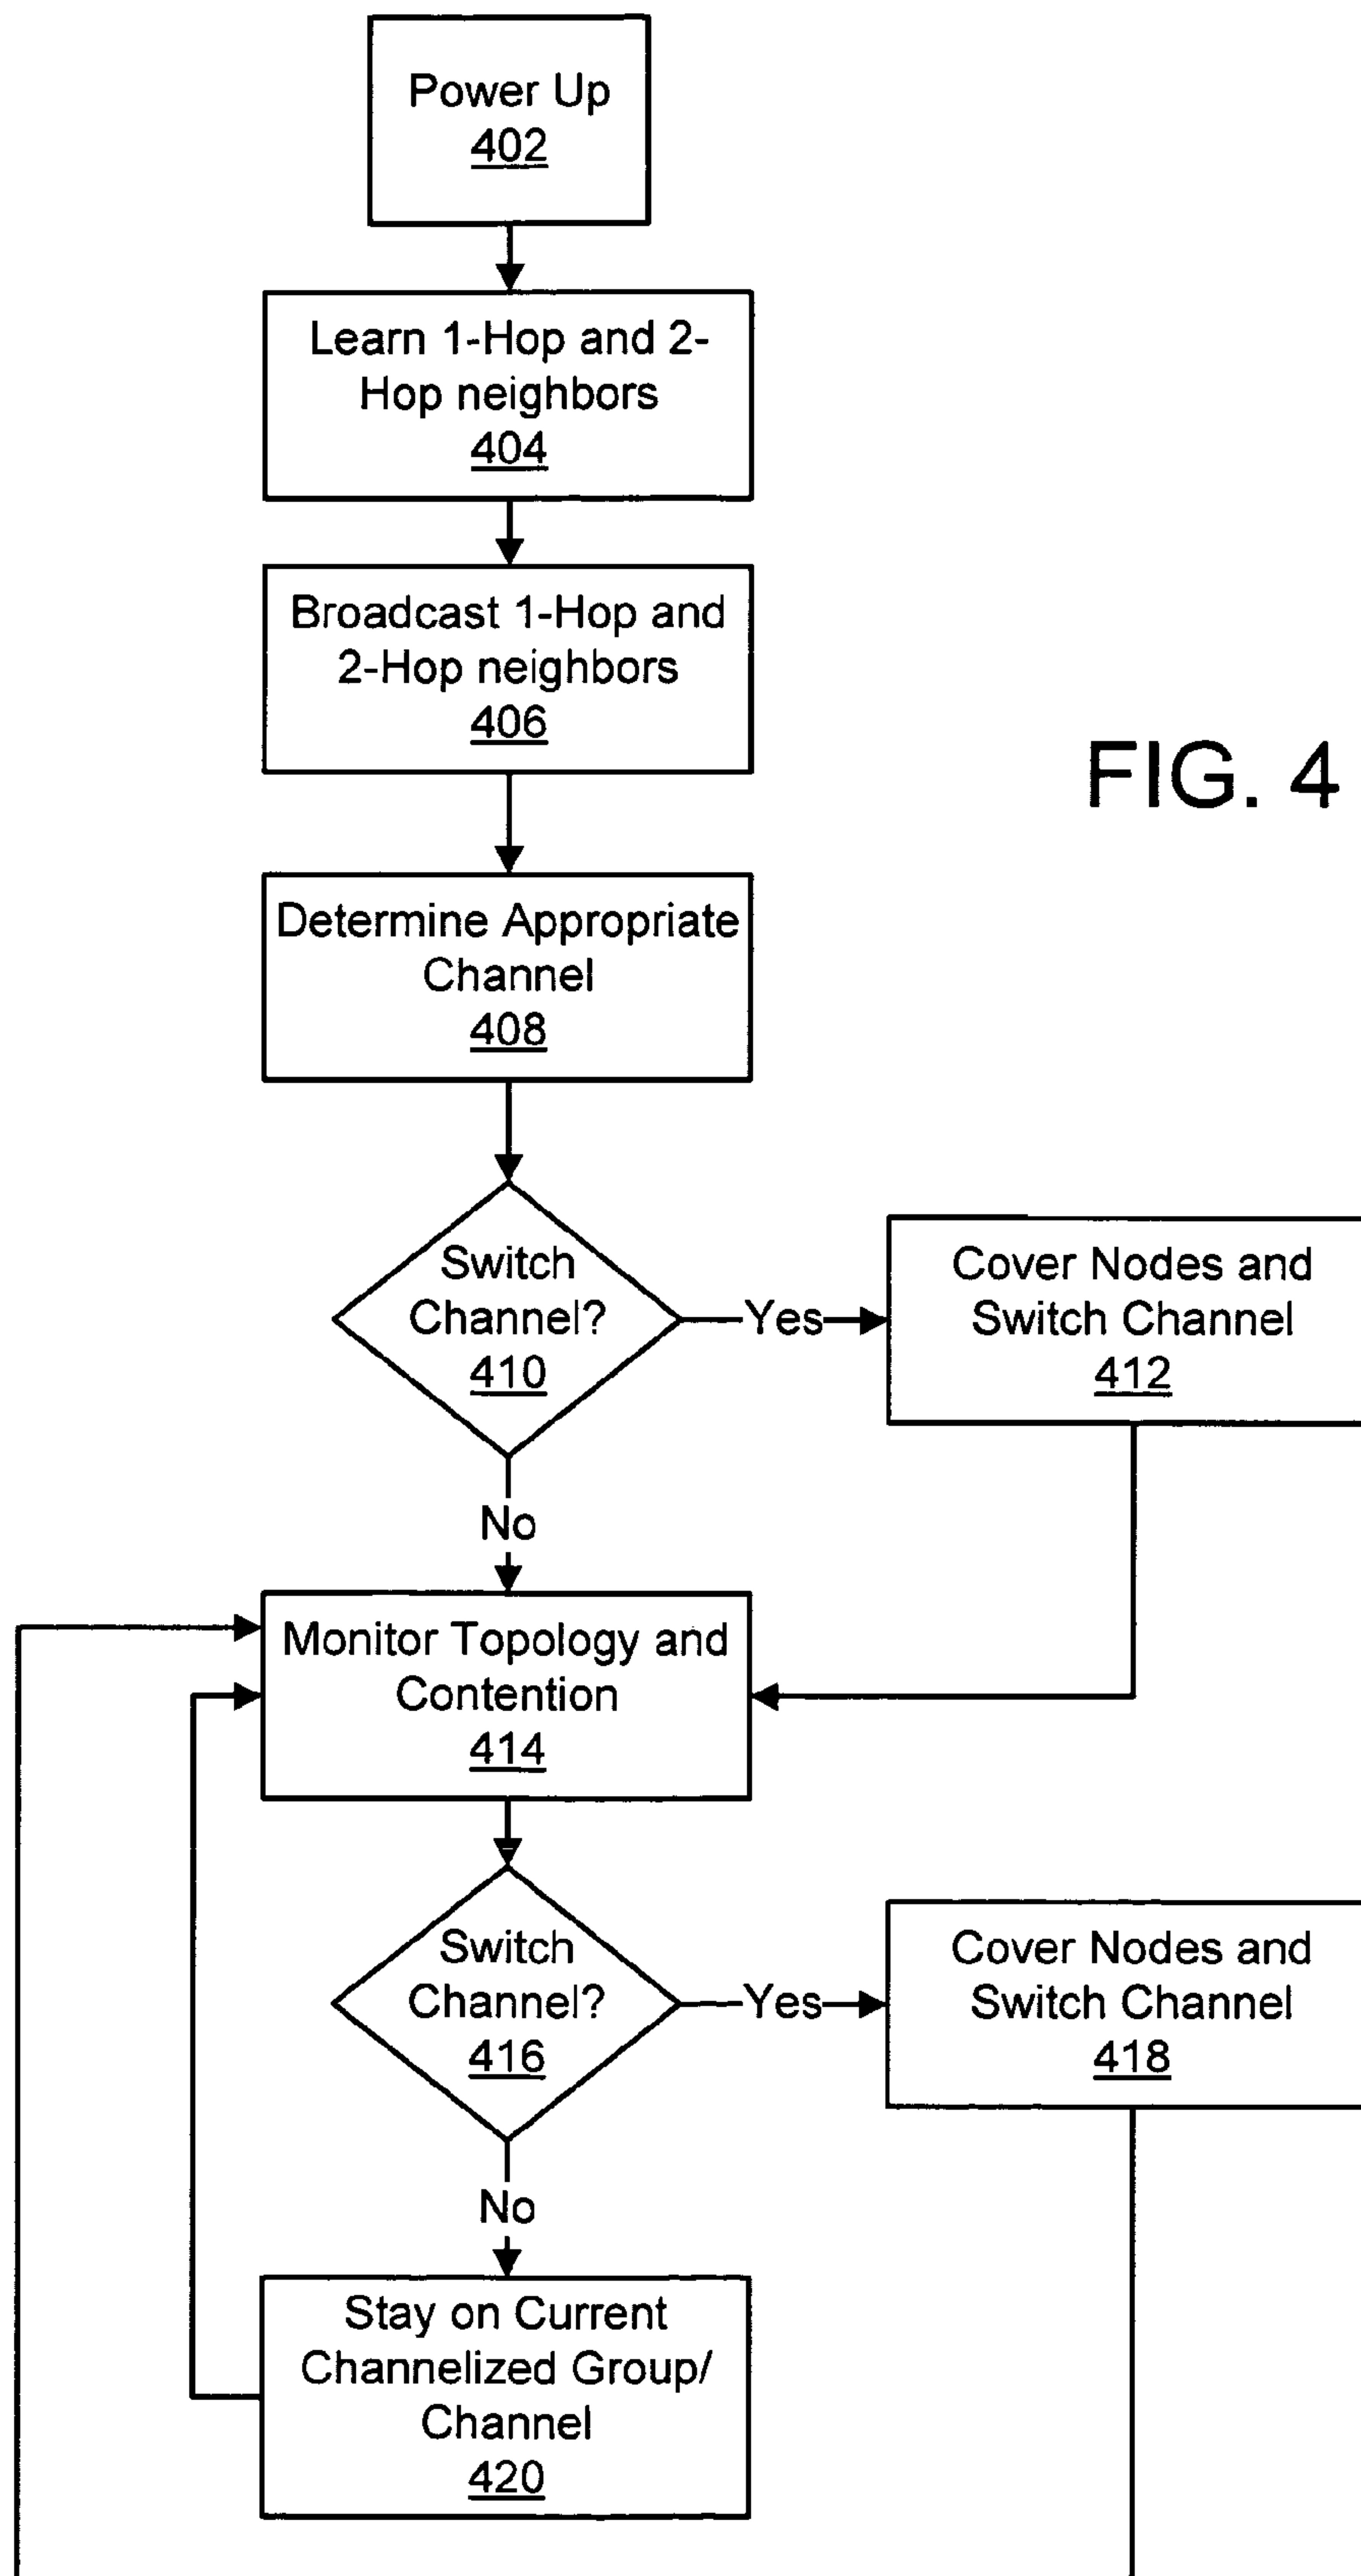 Power Up
402
Learn 1-Hop and 2-
Hop neighbors
404
Broadcast 1-Hop and
2-Hop neighbors
406
FIG. 4
Determine Appropriate
Channel
408
Switch
Channel?
410
Yes
Cover Nodes and
Switch Channel
412
No
Monitor Topology and
Contention
414
Switch
Channel?
416
Yes
Cover Nodes and
Switch Channel
418
No
Stay on Current
Channelized Group/
Channel
420